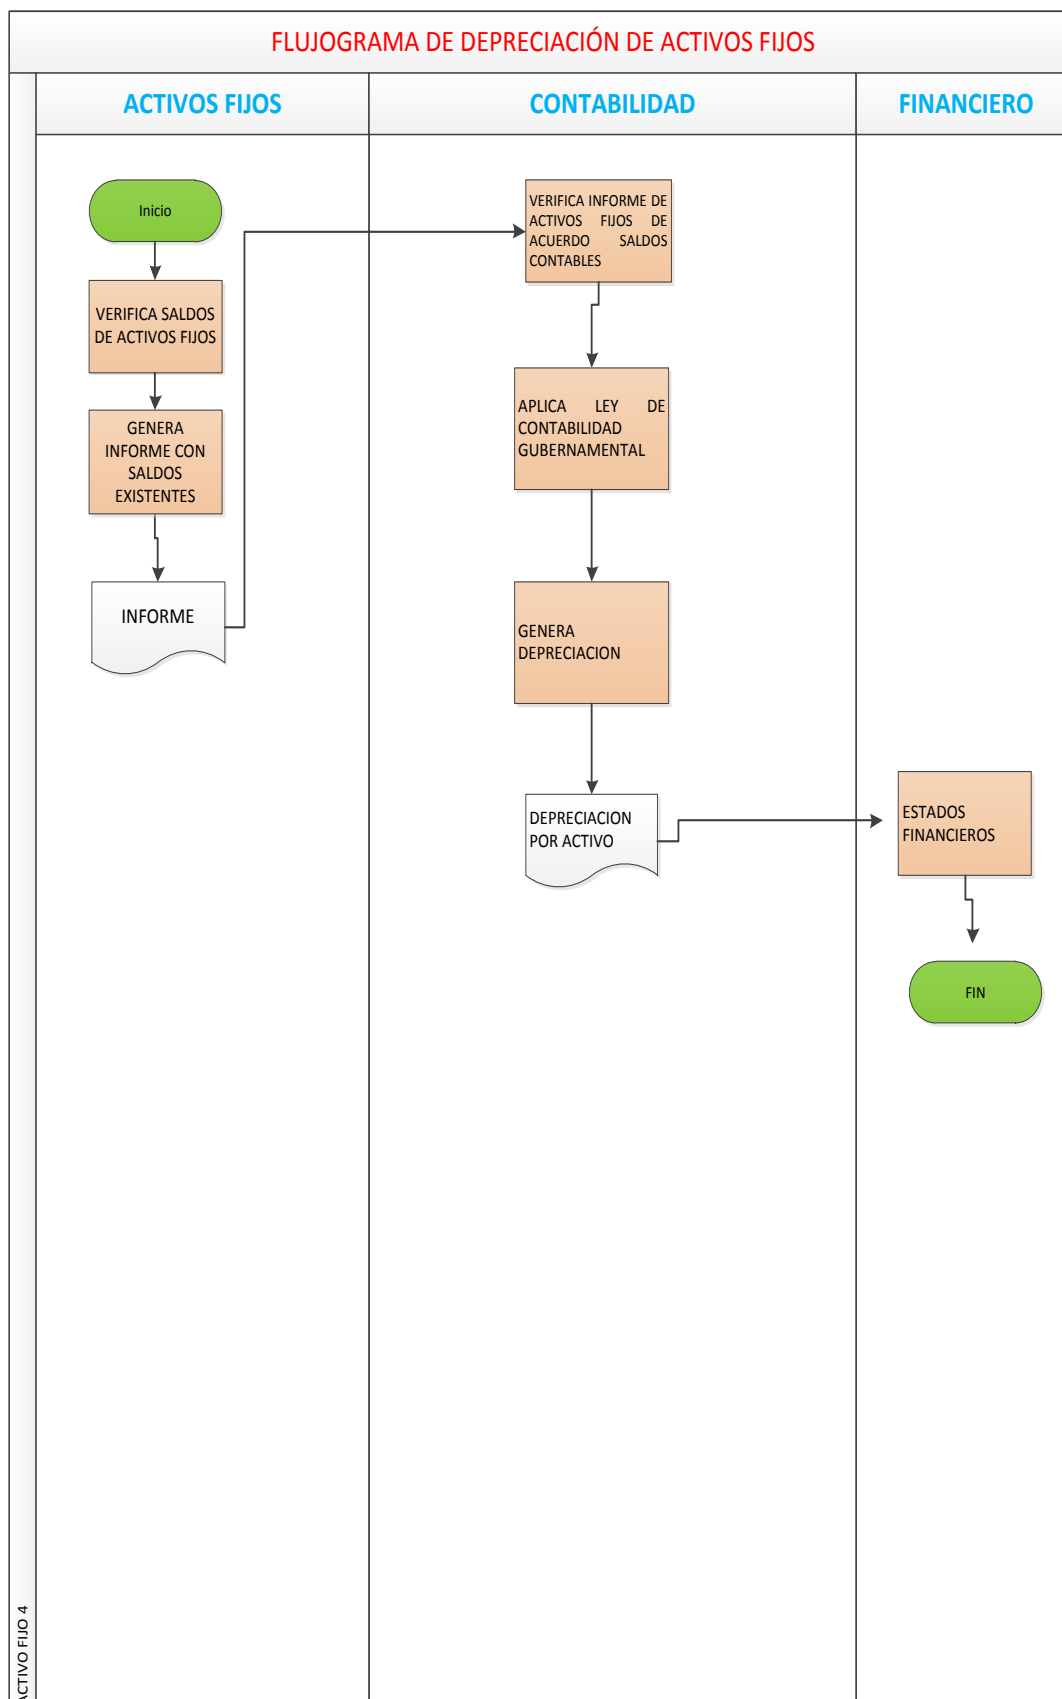 FLUJOGRAMA DE DEPRECIACIÓN DE ACTIVOS FIJOS
ACTIVOS FIJOS
CONTABILIDAD
FINANCIERO
Inicio
VERIFICA SALDOS
DE ACTIVOS FIJOS
GENERA
INFORME CON
SALDOS
EXISTENTES
INFORME
VERIFICA INFORME DE
ACTIVOS FIJOS DE
ACUERDO SALDOS
CONTABLES
APLICA LEY DE
CONTABILIDAD
GUBERNAMENTAL
GENERA
DEPRECIACION
DEPRECIACION
POR ACTIVO
ESTADOS
FINANCIEROS
FIN
ACTIVO FIJO 4